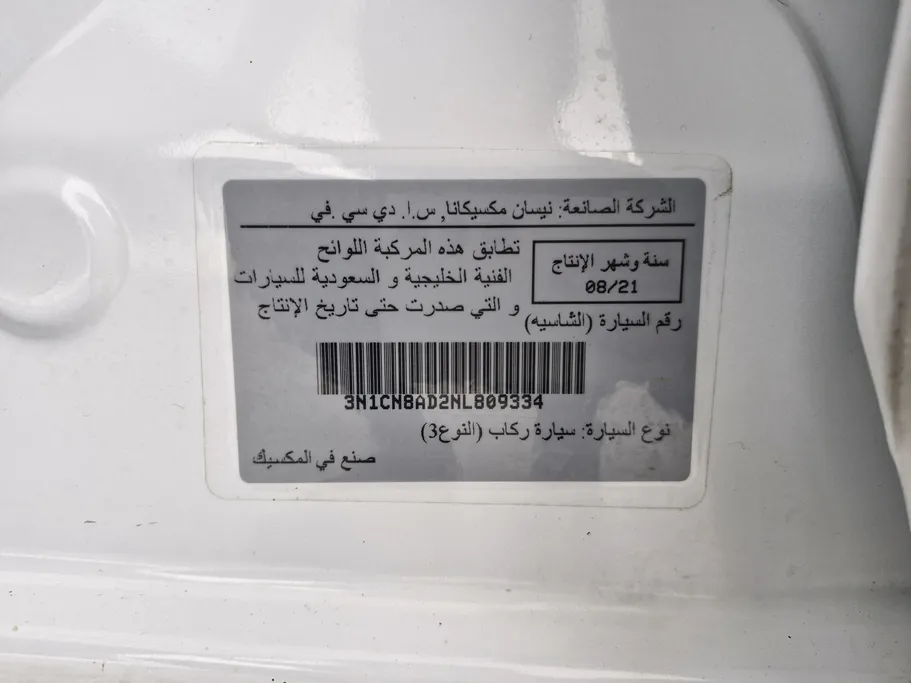 الشركة الصانعة: نيسان مكسيكانا, س.ا. دي سي .في
سنة وشهر الإنتاج
08/21
تطابق هذه المركبة اللوائح
الفنية الخليجية و السعودية للسيارات
و التي صدرت حتى تاريخ الإنتاج
رقم السيارة (الشاسيه)
3N1CN8AD2NL809334
نوع السيارة: سيارة ركاب (النوع3)
صنع في المكسيك